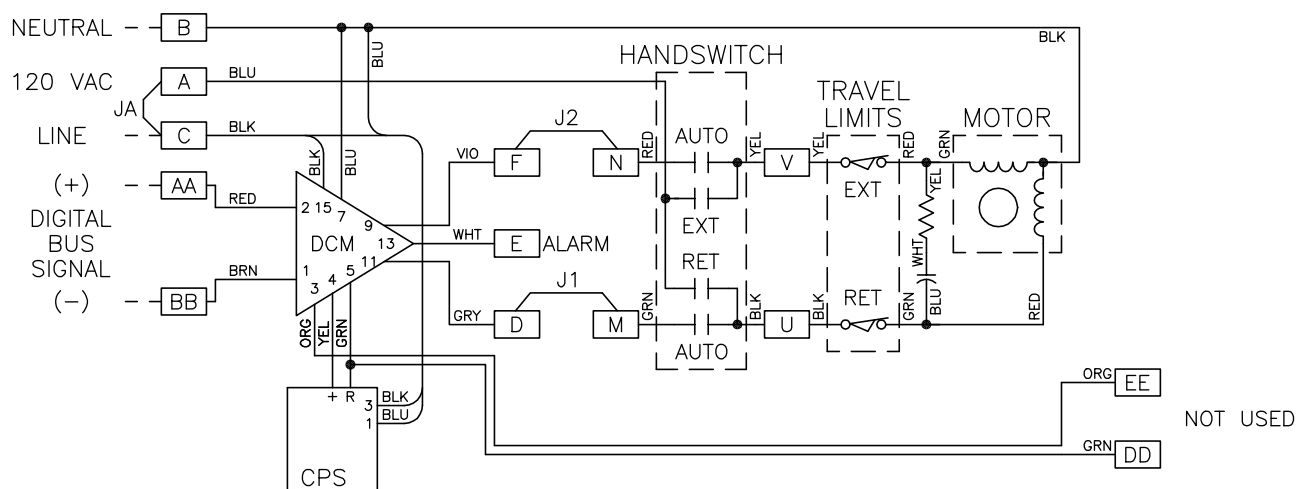 NEUTRAL
B
BLU
BLK
120 VAC
A
BLU
HANDSWITCH
JA
LINE
C
BLK
BLK
BLU
J2
TRAVEL
LIMITS
MOTOR
VIO
F
N
RED
AUTO
YEL
V
YEL
RED
GRN
EXT
EXT
YEL
(+)
AA
RED
2
15
7
9
DCM
13
11
WHT
E
ALARM
DIGITAL
BUS
SIGNAL
(-)
BB
BRN
1
3
4
5
RET
WHT
J1
GRY
D
M
GRN
BLK
U
BLK
RET
GRN
BLU
RED
AUTO
ORG
YEL
GRN
+
R
3
BLK
1
BLU
CPS
ORG
EE
NOT USED
GRN
DD